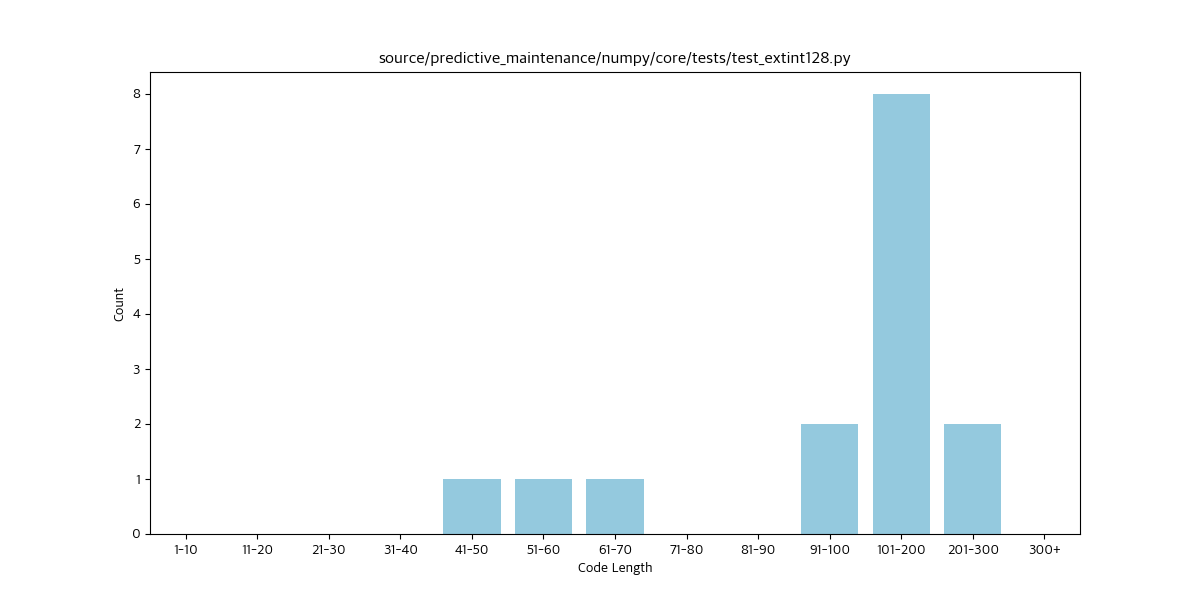 source/predictive_maintenance/numpy/core/tests/test_extint128.py
8
7
6
5
4
3
2
1
0
Count
1-10 11-20 21-30 31-40 41-50 51-60 61-70 71-80 81-90 91-100 101-200 201-300 300+
Code Length